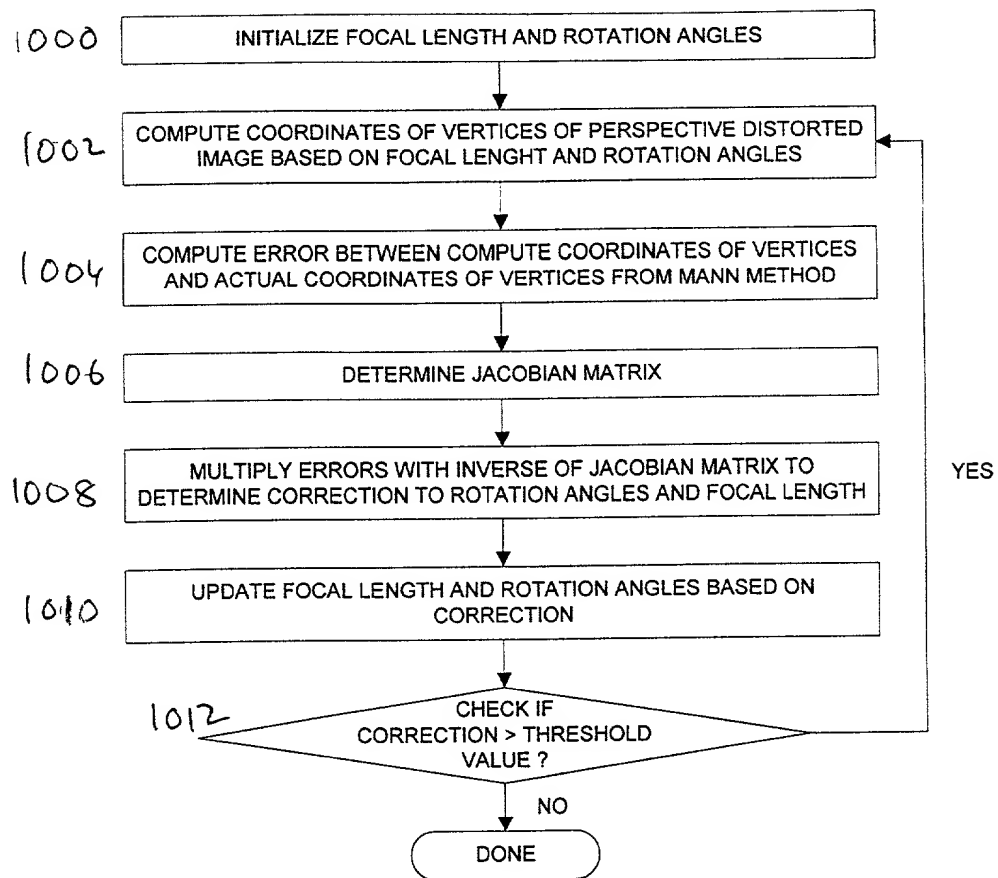 1000
INITIALIZE FOCAL LENGTH AND ROTATION ANGLES
1002
COMPUTE COORDINATES OF VERTICES OF PERSPECTIVE DISTORTED
IMAGE BASED ON FOCAL LENGHT AND ROTATION ANGLES
1004
COMPUTE ERROR BETWEEN COMPUTE COORDINATES OF VERTICES
AND ACTUAL COORDINATES OF VERTICES FROM MANN METHOD
1006
DETERMINE JACOBIAN MATRIX
1008
MULTIPLY ERRORS WITH INVERSE OF JACOBIAN MATRIX TO
DETERMINE CORRECTION TO ROTATION ANGLES AND FOCAL LENGTH
YES
1010
UPDATE FOCAL LENGTH AND ROTATION ANGLES BASED ON
CORRECTION
1012
CHECK IF
CORRECTION > THRESHOLD
VALUE ?
NO
DONE